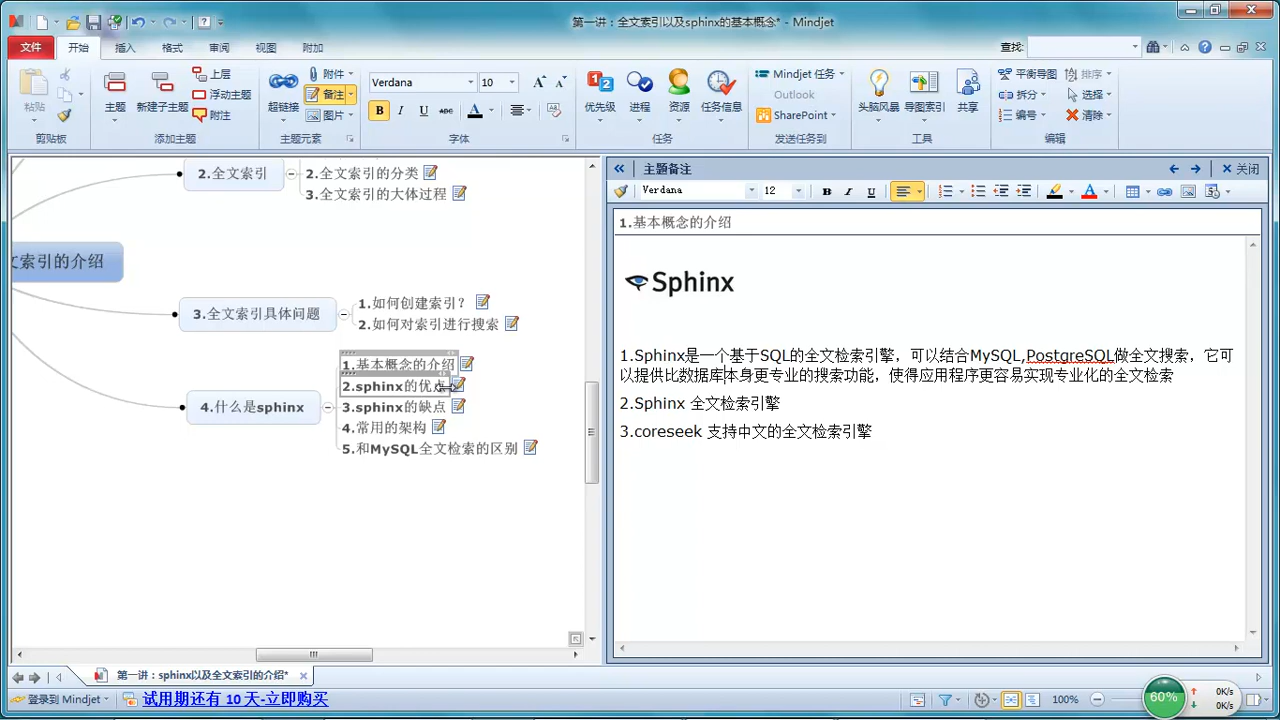 第一讲：全文索引以及sphinx的基本概念* - Mindjet
文件 开始 插入 格式 审阅 视图 附加 查找:
粘贴 主题 新建子主题 上层 浮动主题 附注 超链接 附件 备注 图片 Verdana 10 B I U abc A 优先级 进程 资源 任务信息 Mindjet 任务 Outlook SharePoint 头脑风暴 导图索引 共享 平衡导图 拆分 编号 排序 选择 清除
剪贴板 添加主题 主题元素 字体 任务 发送任务到 工具 编辑
2.全文索引
2.全文索引的分类
3.全文索引的大体过程
文索引的介绍
3.全文索引具体问题
1.如何创建索引？
2.如何对索引进行搜索
4.什么是sphinx
1.基本概念的介绍
2.sphinx的优点
3.sphinx的缺点
4.常用的架构
5.和MySQL全文检索的区别
主题备注 关闭
Verdana 12 B I U A
1.基本概念的介绍
Sphinx
1.Sphinx是一个基于SQL的全文检索引擎，可以结合MySQL,PostgreSQL做全文搜索，它可
以提供比数据库本身更专业的搜索功能，使得应用程序更容易实现专业化的全文检索
2.Sphinx 全文检索引擎
3.coreseek 支持中文的全文检索引擎
第一讲：sphinx以及全文索引的介绍*
登录到 Mindjet 试用期还有 10 天-立即购买 100% 60% 0K/s
0K/s